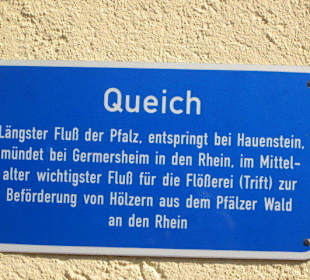 Queich
Längster Fluß der Pfalz, entspringt bei Hauenstein,
mündet bei Germersheim in den Rhein, im Mittel-
alter wichtigster Fluß für die Flößerei (Trift) zur
Beförderung von Hölzern aus dem Pfälzer Wald
an den Rhein